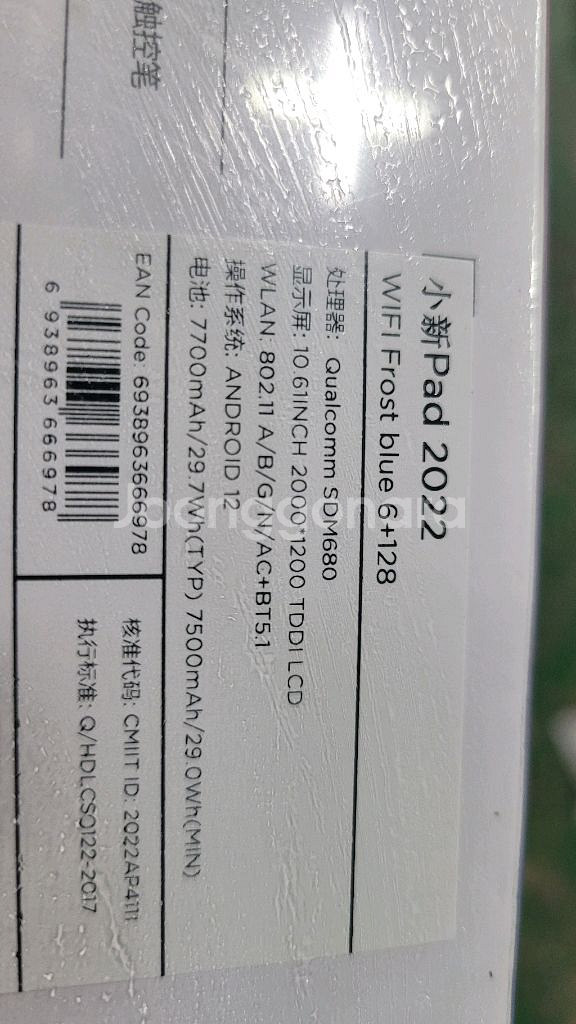 触控笔
小新Pad 2022
WIFI Frost blue 6+128
处理器: Qualcomm SDM680
显示屏: 10.61INCH 2000*1200 TDDI LCD
WLAN: 802.11 A/B/G/N/AC+BT5.1
操作系统: ANDROID 12
电池: 7700mAh/29.7Wh(TYP) 7500mAh/29.0Wh(MIN)
EAN Code: 6938963666978
6 938963 666978
核准代码: CMIIT ID: 2022AP4111
执行标准: Q/HDLCSQ122-2017
Joonggonara